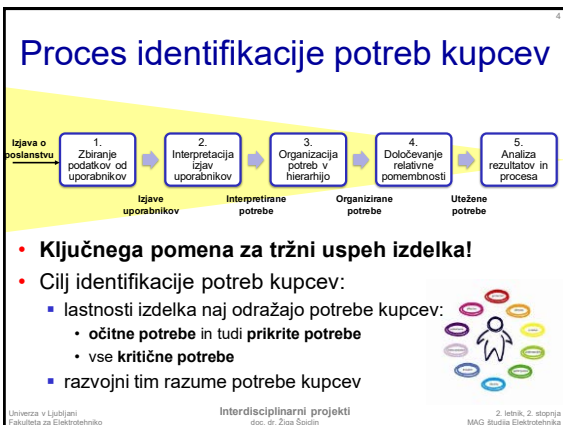 4
Proces identifikacije potreb kupcev
Izjava o
poslanstvu
1.
Zbiranje
podatkov od
uporabnikov
2.
Interpretacija
izjav
uporabnikov
3.
Organizacija
potreb v
hierarhijo
4.
Določevanje
relativne
pomembnosti
5.
Analiza
rezultatov in
procesa
Izjave
uporabnikov
Interpretirane
potrebe
Organizirane
potrebe
Utežene
potrebe
• Ključnega pomena za tržni uspeh izdelka!
• Cilj identifikacije potreb kupcev:
▪ lastnosti izdelka naj odražajo potrebe kupcev:
• očitne potrebe in tudi prikrite potrebe
• vse kritične potrebe
▪ razvojni tim razume potrebe kupcev
Univerza v Ljubljani
Fakulteta za Elektrotehniko
Interdisciplinarni projekti
doc. dr. Žiga Špiclin
2. letnik, 2. stopnja
MAG študija Elektrotehnika